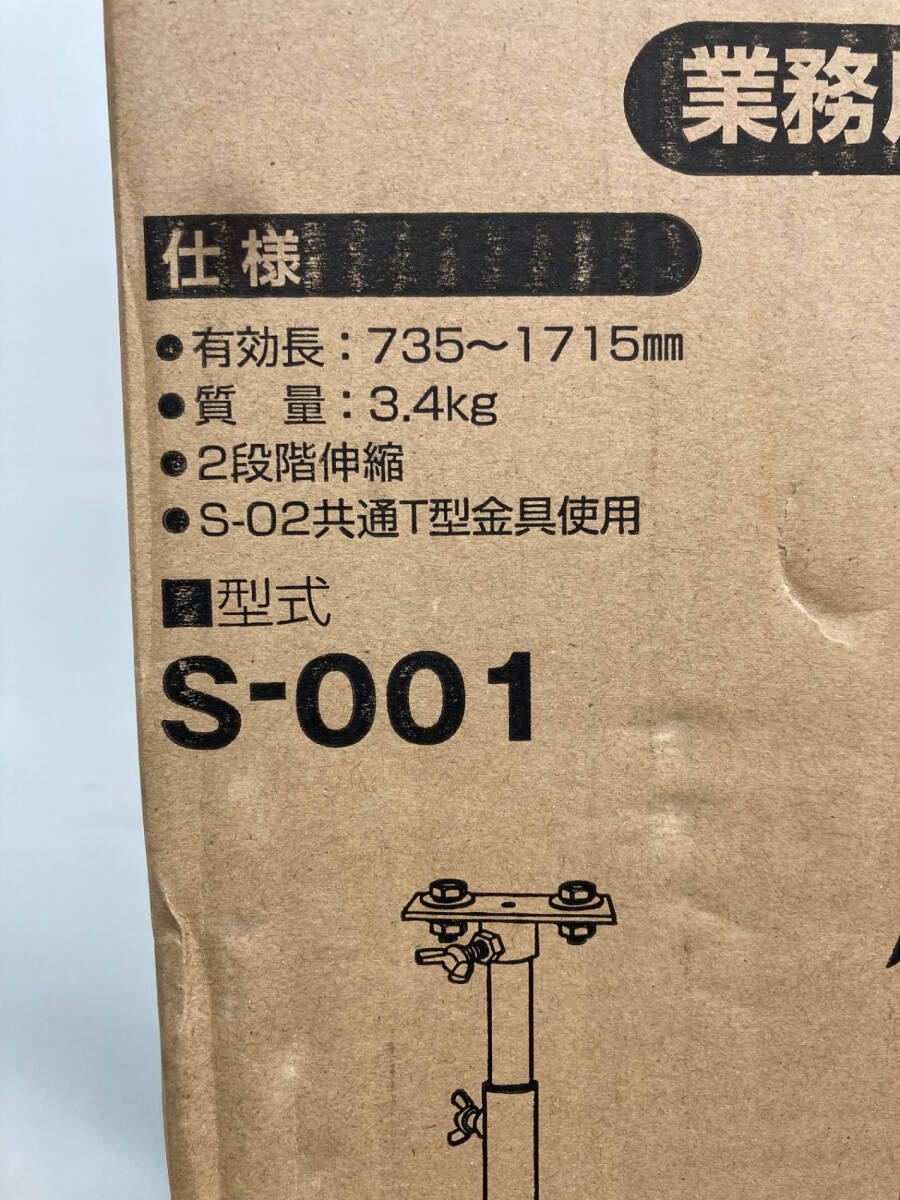 業務
仕様
●有効長：735～1715㎜
●質　量：3.4kg
●2段階伸縮
●S-02共通T型金具使用
■型式
S-001